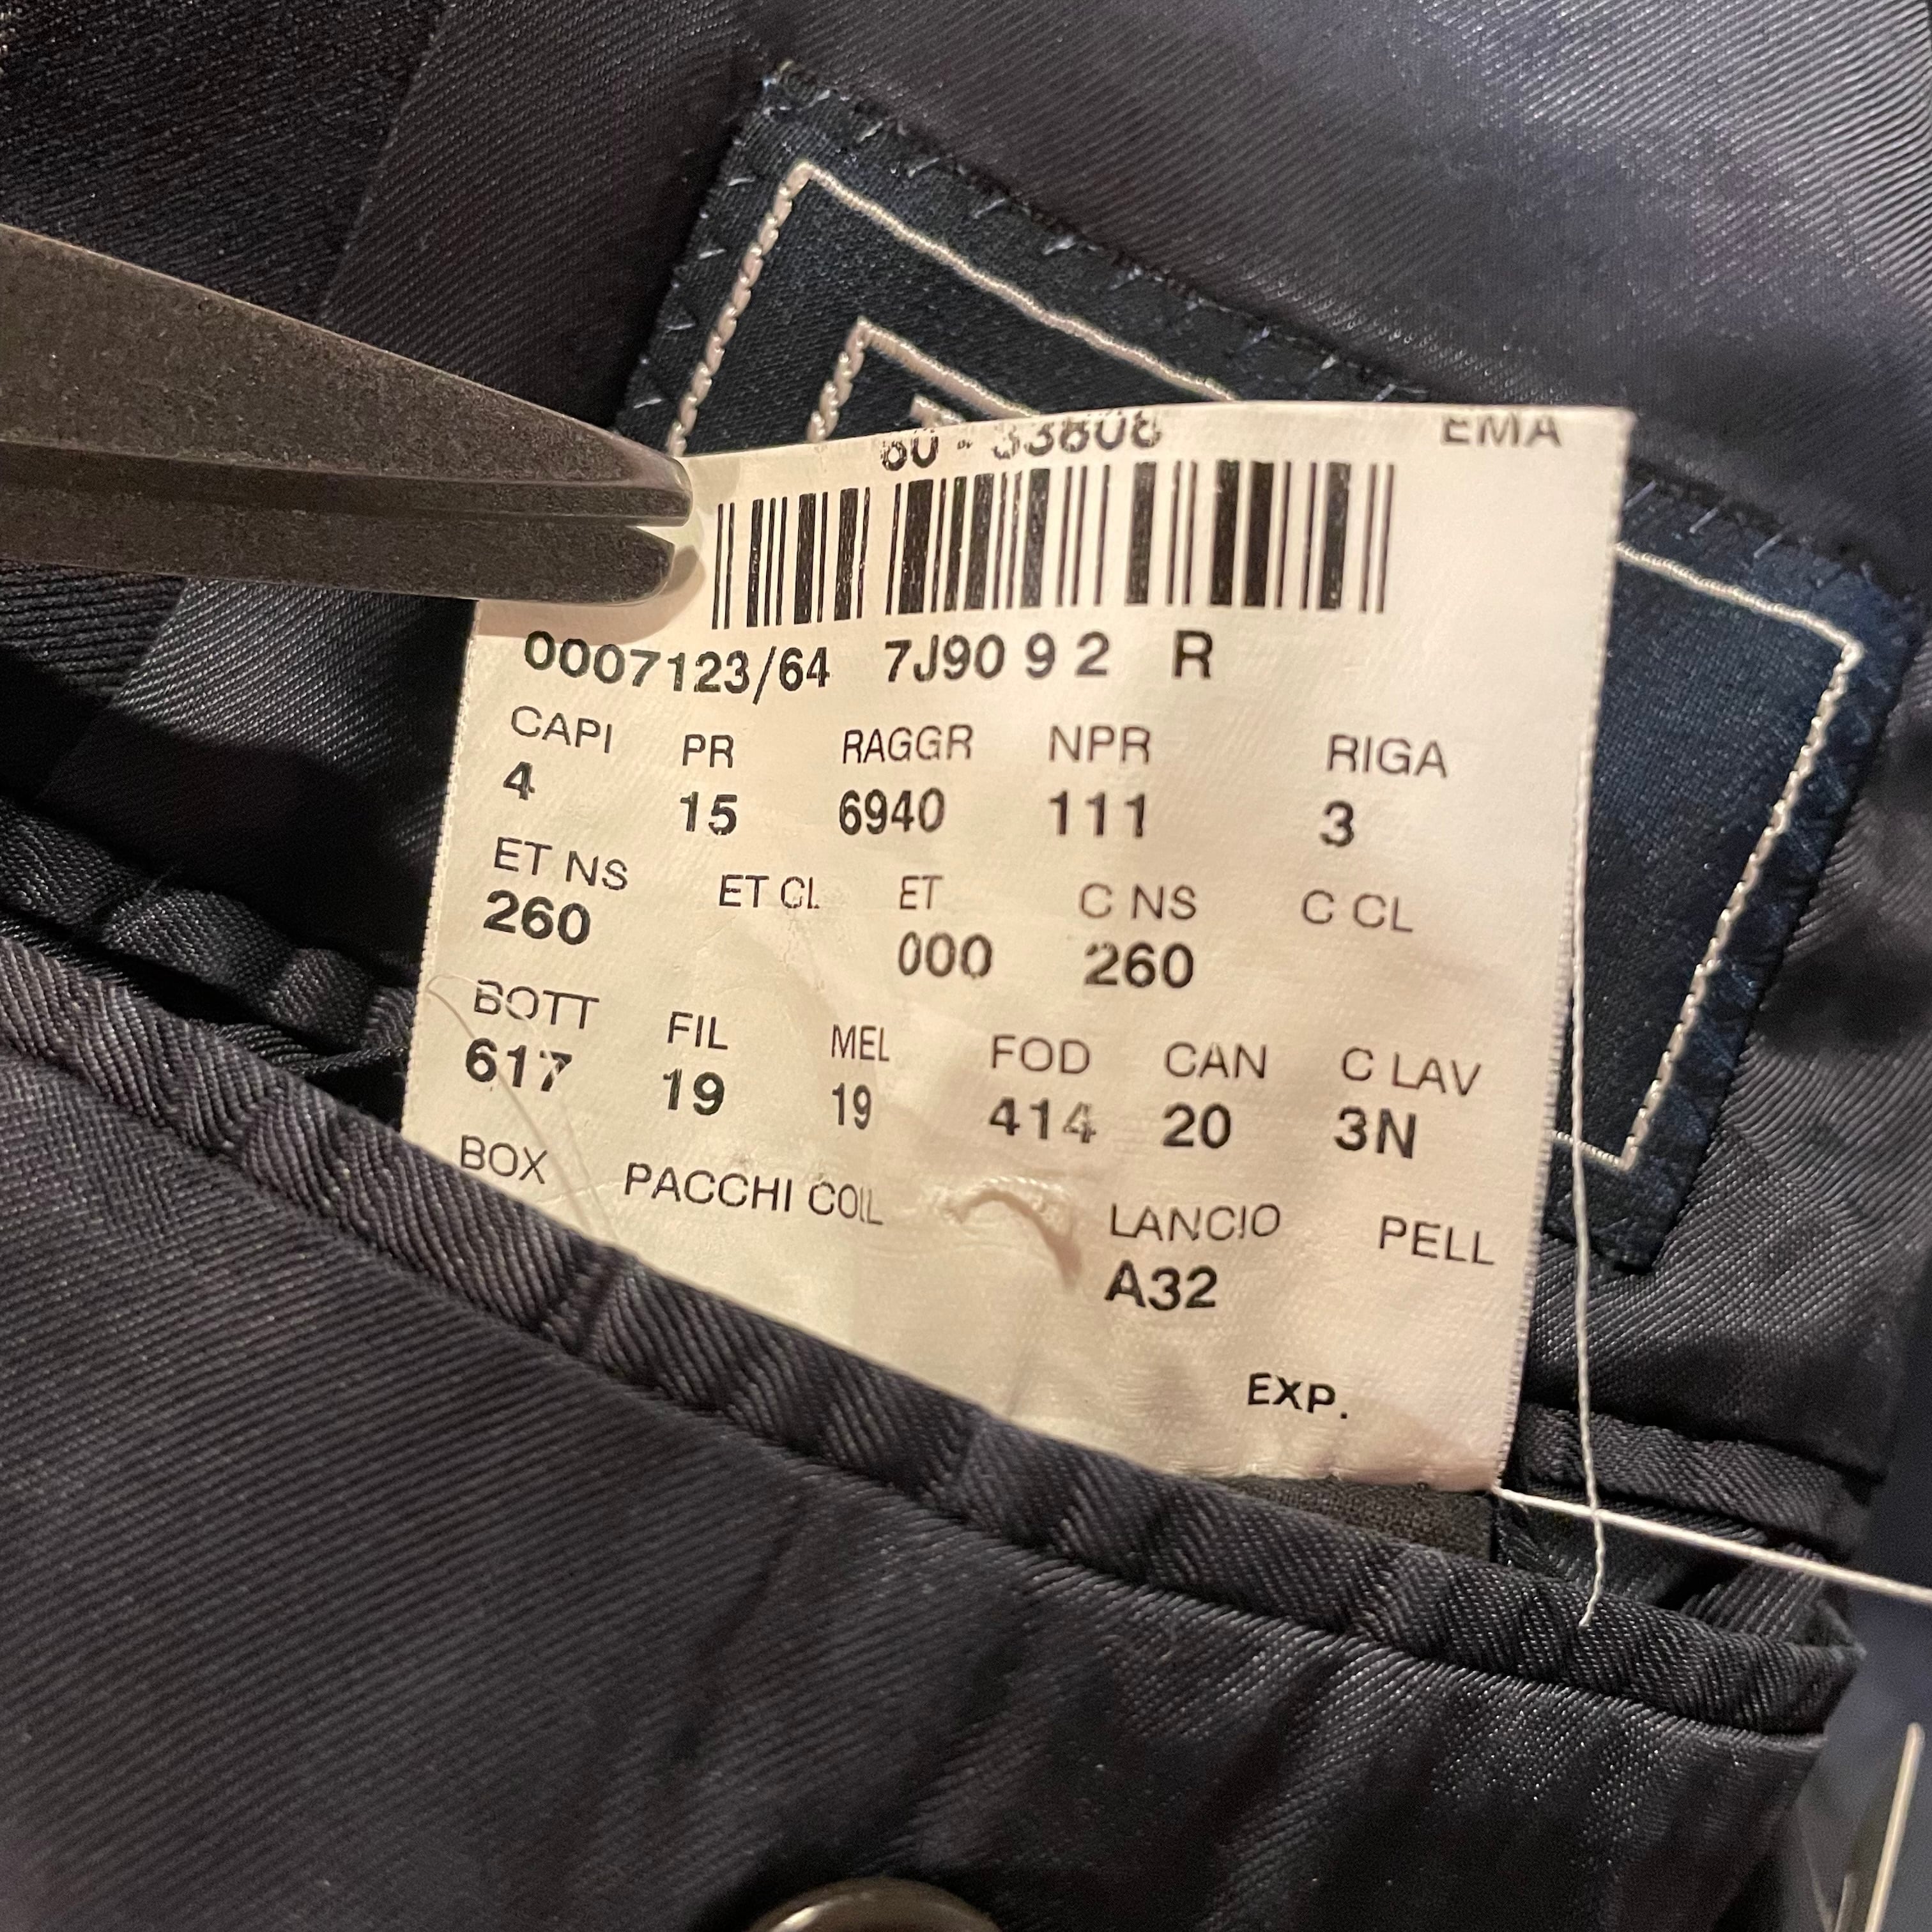 EMA
0007123/64 7J90 9 2 R
CAPI PR RAGGR NPR RIGA
4 15 6940 111 3
ET NS ET CL ET C NS C CL
260 000 260
BOTT FIL MEL FOD CAN C LAV
617 19 19 414 20 3N
BOX PACCHI COLL LANCIO PELL
A32
EXP.